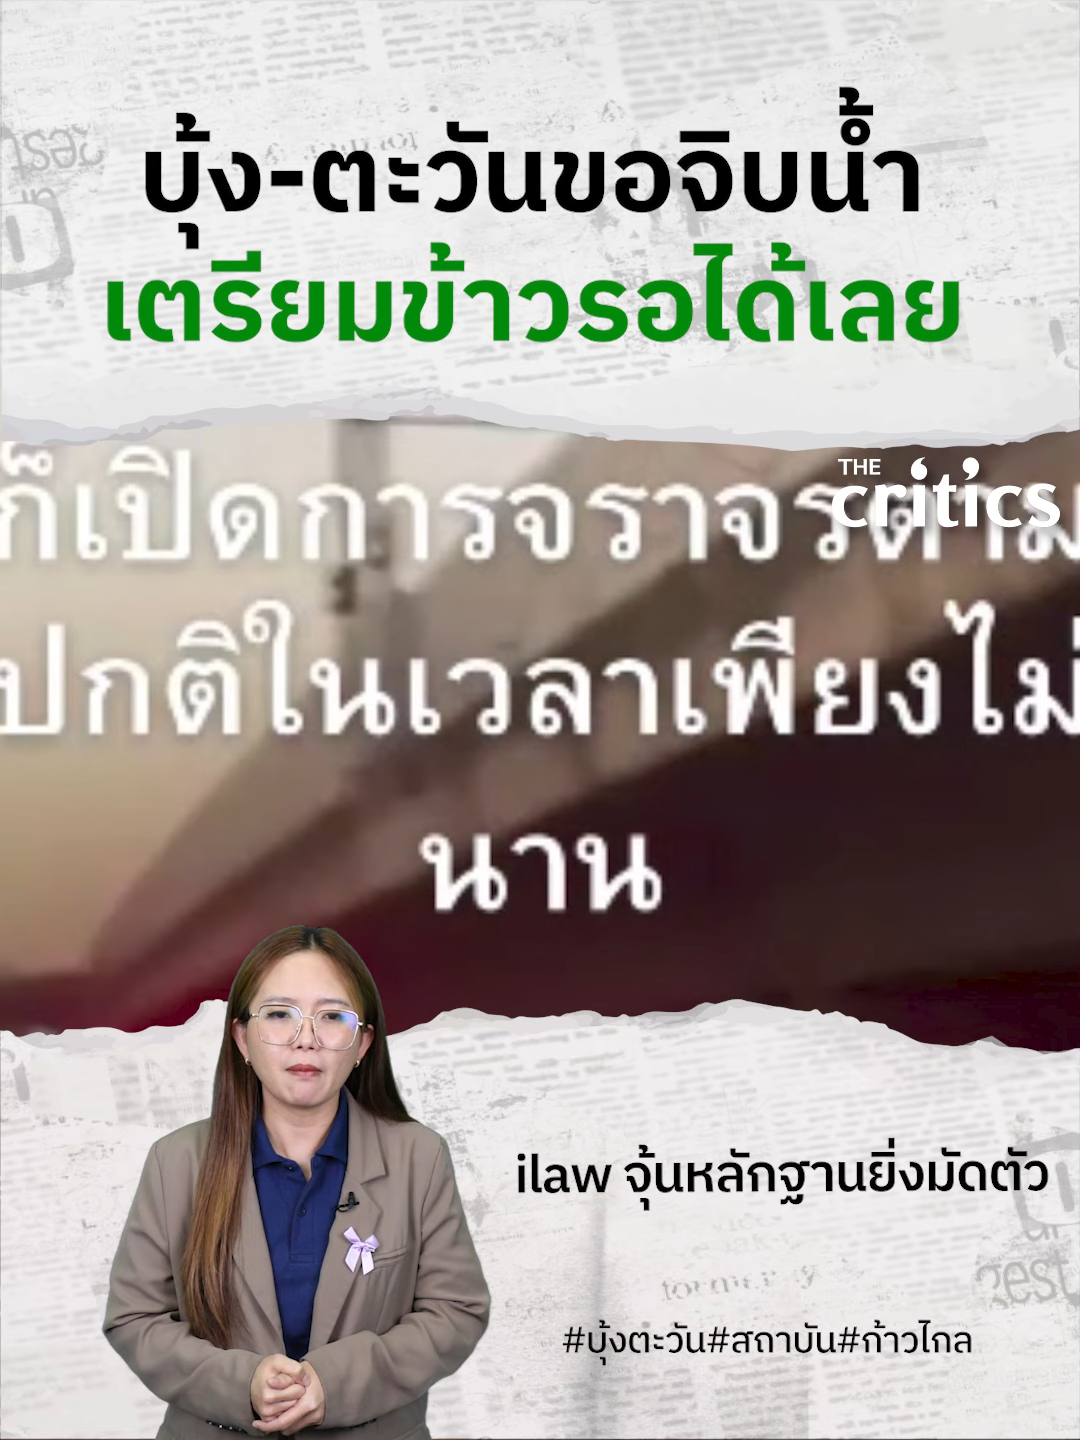 บุ้ง-ตะวันขอจิบน้ำ
เตรียมข้าวรอได้เลย
THE
critics
ก็เปิดการจราจรตาม
ปกติในเวลาเพียงไม่
นาน
ilaw จุ้นหลักฐานยิ่งมัดตัว
#บุ้งตะวัน#สถาบัน#ก้าวไกล